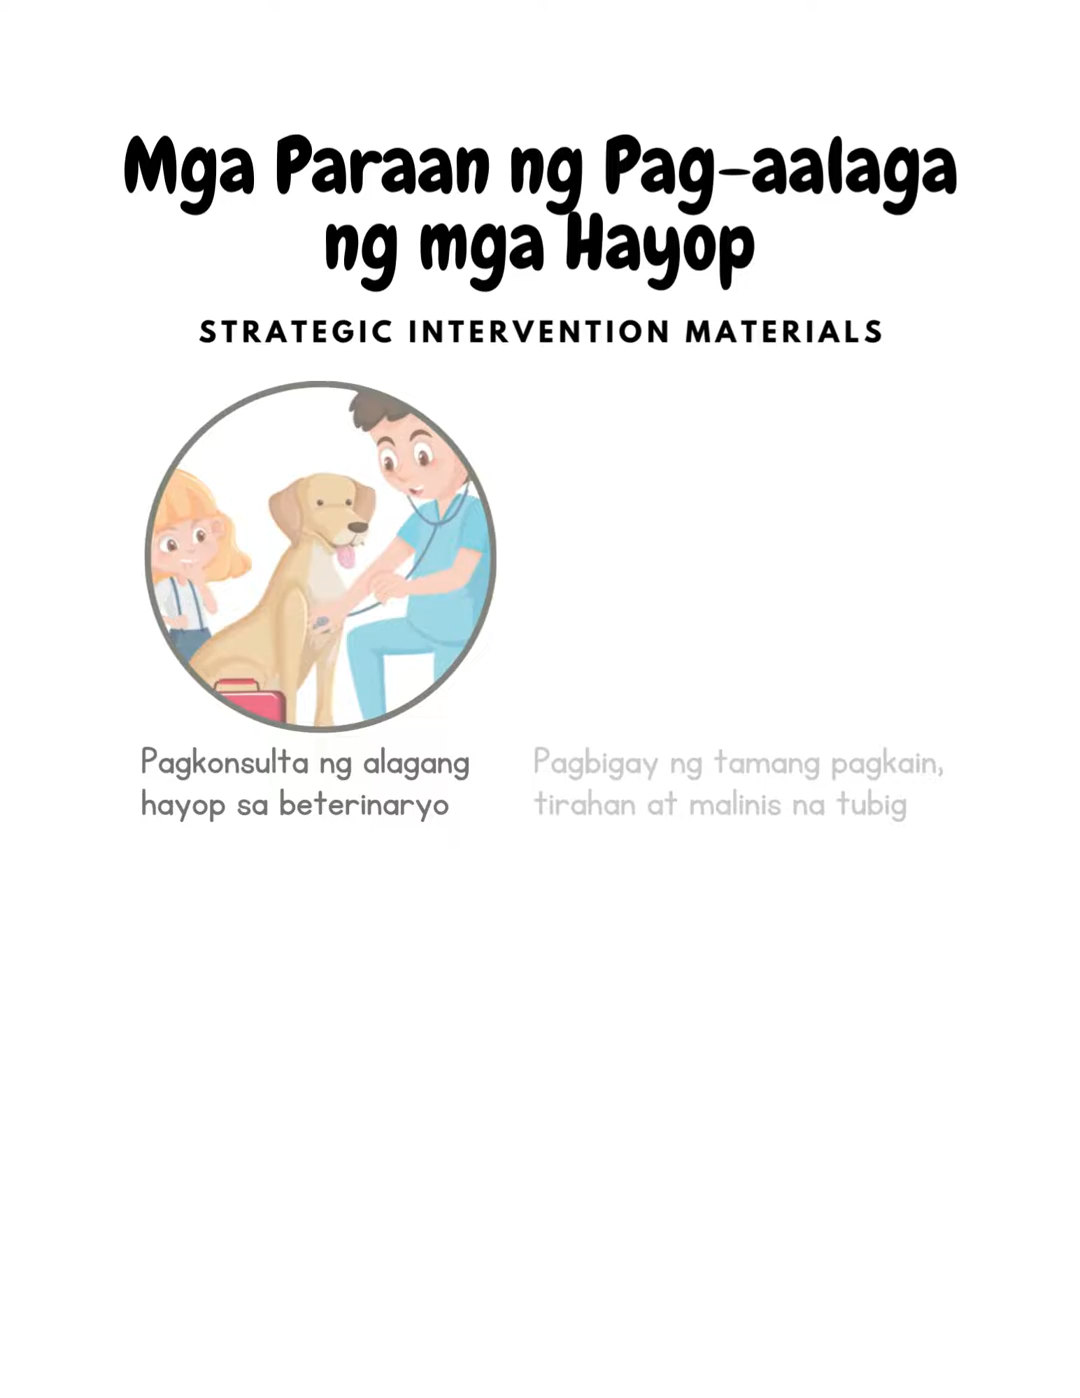 Mga Paraan ng Pag-aalaga
ng mga Hayop
STRATEGIC INTERVENTION MATERIALS
Pagkonsulta ng alagang
hayop sa beterinaryo
Pagbigay ng tamang pagkain,
tirahan at malinis na tubig